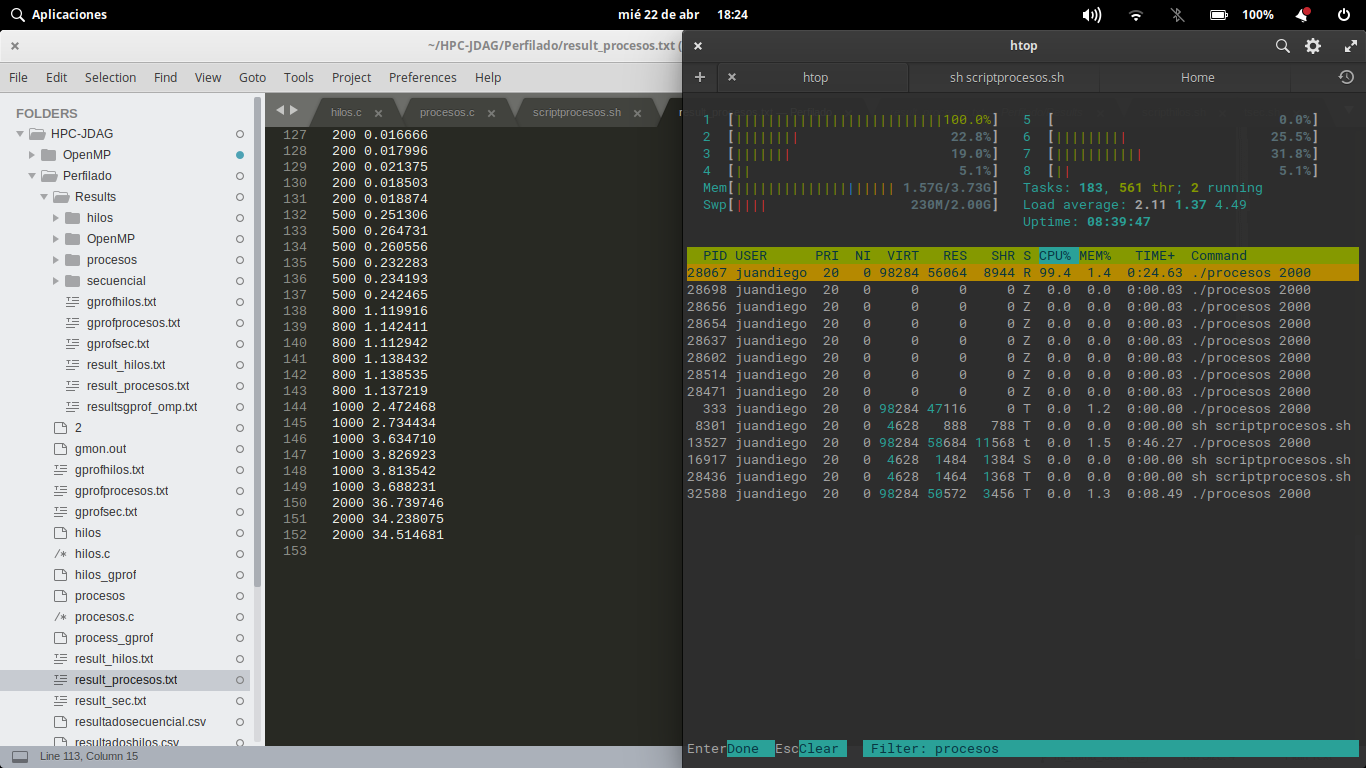 Aplicaciones
mié 22 de abr 18:24
100%
~/HPC-JDAG/Perfilado/result_procesos.txt (
File Edit Selection Find View Goto Tools Project Preferences Help
FOLDERS
HPC-JDAG
OpenMP
Perfilado
Results
hilos
OpenMP
procesos
secuencial
gprofhilos.txt
gprofprocesos.txt
gprofsec.txt
result_hilos.txt
result_procesos.txt
resultsgprof_omp.txt
2
gmon.out
gprofhilos.txt
gprofprocesos.txt
gprofsec.txt
hilos
hilos.c
hilos_gprof
procesos
procesos.c
process_gprof
result_hilos.txt
result_procesos.txt
result_sec.txt
resultadosecuencial.csv
resultadoshilos.csv
Line 113, Column 15
hilos.c procesos.c scriptprocesos.sh
127 200 0.016666
128 200 0.017996
129 200 0.021375
130 200 0.018503
131 200 0.018874
132 500 0.251306
133 500 0.264731
134 500 0.260556
135 500 0.232283
136 500 0.234193
137 500 0.242465
138 800 1.119916
139 800 1.142411
140 800 1.112942
141 800 1.138432
142 800 1.138535
143 800 1.137219
144 1000 2.472468
145 1000 2.734434
146 1000 3.634710
147 1000 3.826923
148 1000 3.813542
149 1000 3.688231
150 2000 36.739746
151 2000 34.238075
152 2000 34.514681
153
htop
htop sh scriptprocesos.sh Home
1 [||||||||||||||||||||||||||100.0%] 5 [ 0.0%]
2 [|||||||| 22.8%] 6 [||||||||| 25.5%]
3 [||||||| 19.0%] 7 [||||||||||| 31.8%]
4 [|| 5.1%] 8 [|| 5.1%]
Mem[|||||||||||||||||||| 1.57G/3.73G] Tasks: 183, 561 thr; 2 running
Swp[|||| 230M/2.00G] Load average: 2.11 1.37 4.49
Uptime: 08:39:47
PID USER PRI NI VIRT RES SHR S CPU% MEM% TIME+ Command
28067 juandiego 20 0 98284 56064 8944 R 99.4 1.4 0:24.63 ./procesos 2000
28698 juandiego 20 0 0 0 0 Z 0.0 0.0 0:00.03 ./procesos 2000
28656 juandiego 20 0 0 0 0 Z 0.0 0.0 0:00.03 ./procesos 2000
28654 juandiego 20 0 0 0 0 Z 0.0 0.0 0:00.03 ./procesos 2000
28637 juandiego 20 0 0 0 0 Z 0.0 0.0 0:00.03 ./procesos 2000
28602 juandiego 20 0 0 0 0 Z 0.0 0.0 0:00.03 ./procesos 2000
28514 juandiego 20 0 0 0 0 Z 0.0 0.0 0:00.03 ./procesos 2000
28471 juandiego 20 0 0 0 0 Z 0.0 0.0 0:00.03 ./procesos 2000
333 juandiego 20 0 98284 47116 0 T 0.0 1.2 0:00.00 ./procesos 2000
8301 juandiego 20 0 4628 888 788 T 0.0 0.0 0:00.00 sh scriptprocesos.sh
13527 juandiego 20 0 98284 58684 11568 t 0.0 1.5 0:46.27 ./procesos 2000
16917 juandiego 20 0 4628 1484 1384 S 0.0 0.0 0:00.00 sh scriptprocesos.sh
28436 juandiego 20 0 4628 1464 1368 T 0.0 0.0 0:00.00 sh scriptprocesos.sh
32588 juandiego 20 0 98284 50572 3456 T 0.0 1.3 0:08.49 ./procesos 2000
EnterDone EscClear Filter: procesos